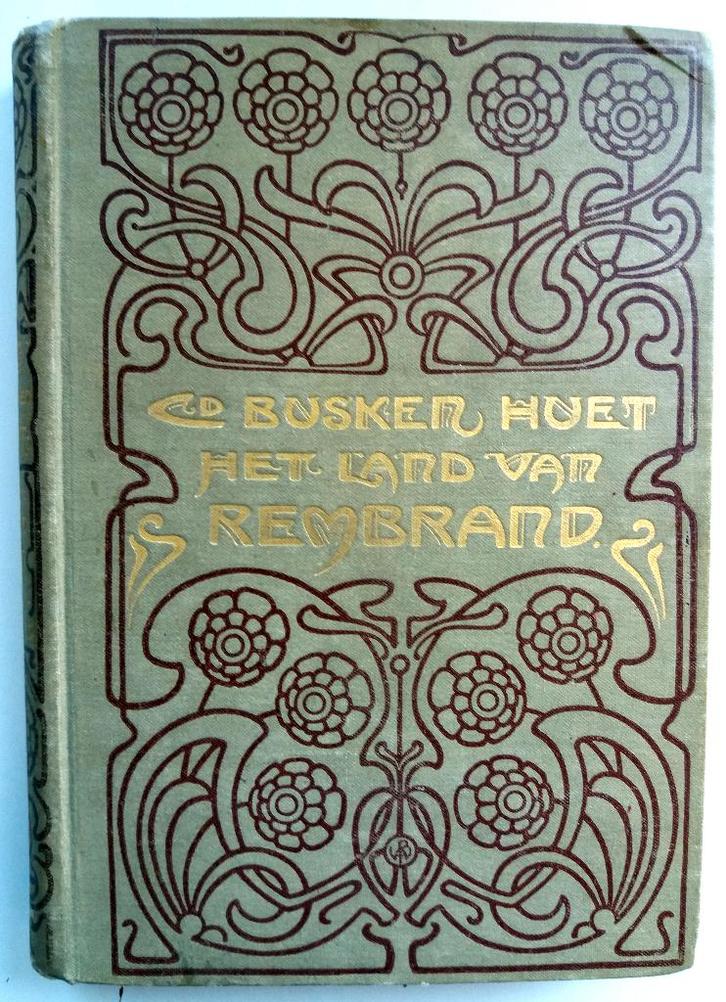 CD BUSKEN HUET
HET LAND VAN
REMBRAND.